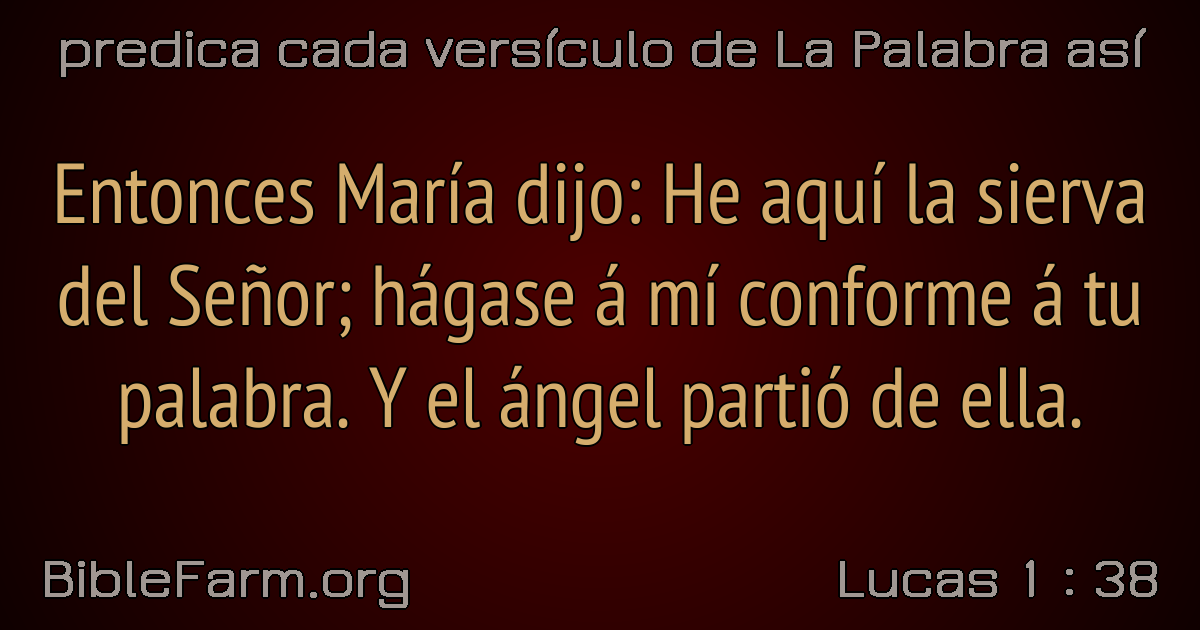 predica cada versículo de La Palabra así
Entonces María dijo: He aquí la sierva
del Señor; hágase á mí conforme á tu
palabra. Y el ángel partió de ella.
BibleFarm.org
Lucas 1 : 38